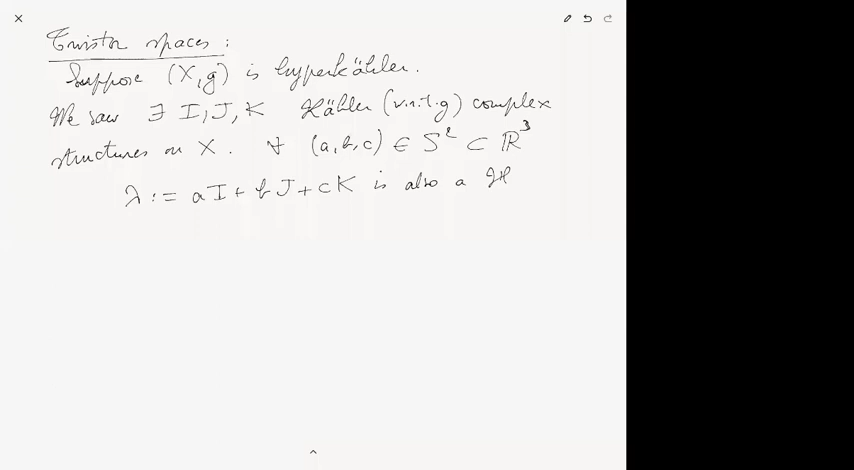 Twistor spaces :
Suppose (X, g) is hyperkähler.
We saw ∃ I, J, K Kähler (w.r.t. g) complex
structures on X. ∀ (a, b, c) ∈ S² ⊂ ℝ³
λ := aI + bJ + cK is also a